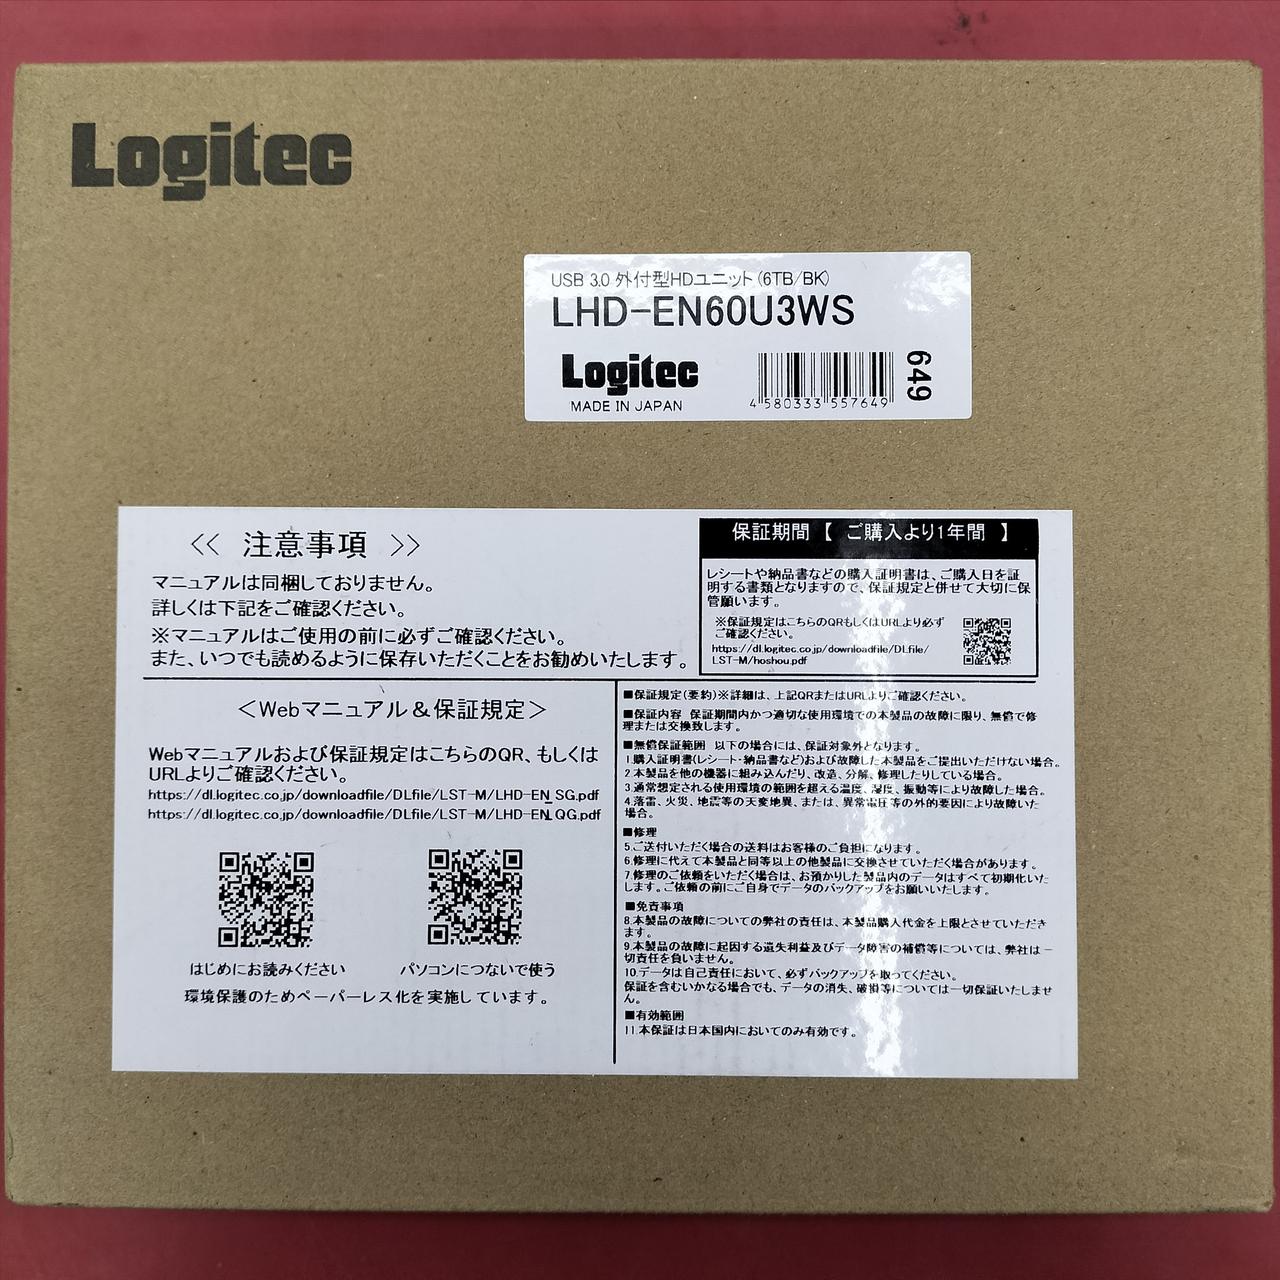 Logitec
USB 3.0 外付型HDユニット(6TB/BK)
LHD-EN60U3WS
Logitec
MADE IN JAPAN
4 580333 557649
649
<< 注意事項 >>
マニュアルは同梱しておりません。
詳しくは下記をご確認ください。
※マニュアルはご使用の前に必ずご確認ください。
また、いつでも読めるように保存いただくことをお勧めいたします。
保証期間【 ご購入より1年間 】
レシートや納品書などの購入証明書は、ご購入日を証
明する書類となりますので、保証規定と併せて大切に保
管願います。
※保証規定はこちらのQRもしくはURLより必ず
ご確認ください。
https://dl.logitec.co.jp/downloadfile/DLfile/
LST-M/hoshou.pdf
＜Webマニュアル＆保証規定＞
Webマニュアルおよび保証規定はこちらのQR、もしくは
URLよりご確認ください。
https://dl.logitec.co.jp/downloadfile/DLfile/LST-M/LHD-EN_SG.pdf
https://dl.logitec.co.jp/downloadfile/DLfile/LST-M/LHD-EN_QG.pdf
はじめにお読みください
パソコンにつないで使う
環境保護のためペーパーレス化を実施しています。
■保証規定(要約)※詳細は、上記QRまたはURLよりご確認ください。
■保証内容 保証期間内かつ適切な使用環境での本製品の故障に限り、無償で修
理または交換致します。
■無償保証範囲 以下の場合には、保証対象外となります。
1.購入証明書(レシート・納品書など)および故障した本製品をご提出いただけない場合。
2.本製品を他の機器に組み込んだり、改造、分解、修理したりしている場合。
3.通常想定される使用環境の範囲を超える温度、湿度、振動等により故障した場合。
4.落雷、火災、地震等の天変地異、または、異常電圧等の外的要因により故障いた
場合。
■修理
5.ご送付いただく場合の送料はお客様のご負担になります。
6.修理に代えて本製品と同等以上の他製品に交換させていただく場合があります。
7.修理のご依頼をいただく場合は、お預かりした製品内のデータはすべて初期化いた
します。ご依頼の前にご自身でデータのバックアップをお願いいたします。
■免責事項
8.本製品の故障についての弊社の責任は、本製品購入代金を上限とさせていただき
ます。
9.本製品の故障に起因する遺失利益及びデータ障害の補償等については、弊社は一
切責任を負いません。
10.データは自己責任において、必ずバックアップを取ってください。
保証を含むいかなる場合でも、データの消失、破損等については一切保証いたしませ
ん。
■有効範囲
11.本保証は日本国内においてのみ有効です。